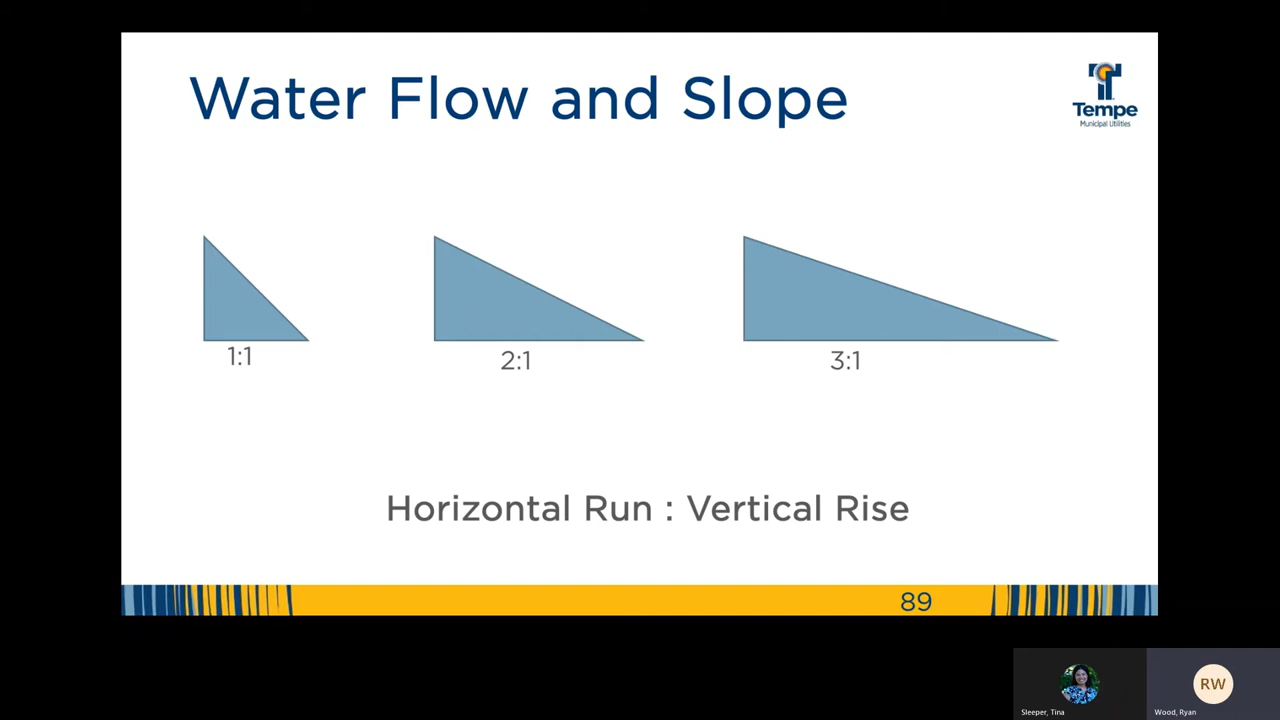 Water Flow and Slope
Tempe
Municipal Utilities
1:1
2:1
3:1
Horizontal Run : Vertical Rise
89
RW
Sleeper, Tina
Wood, Ryan